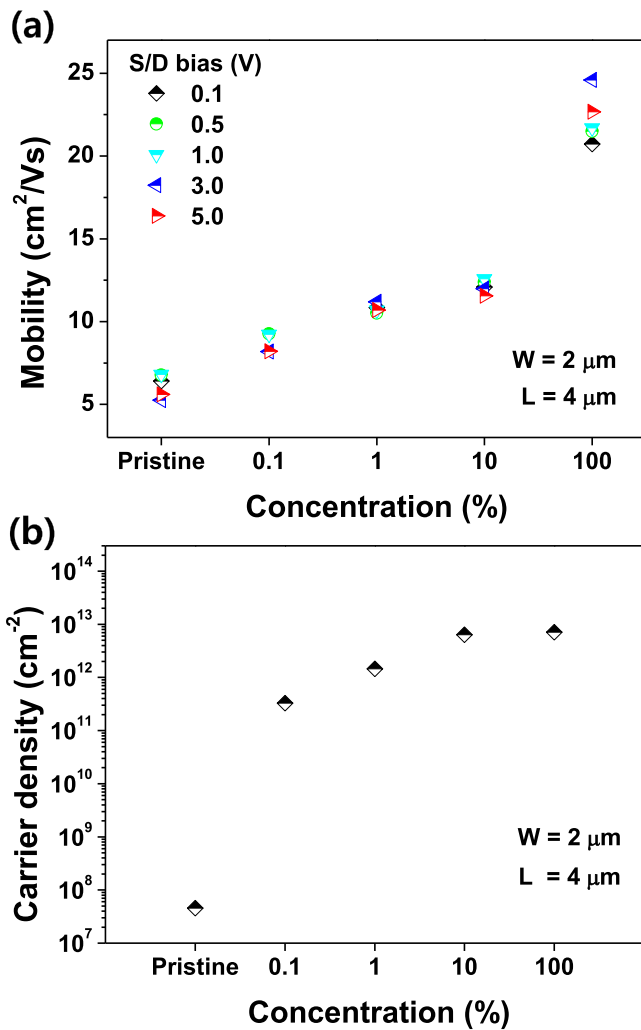 (a)
S/D bias (V)
0.1
0.5
1.0
3.0
5.0
25
20
15
10
5
Mobility (cm²/Vs)
W = 2 μm
L = 4 μm
Pristine 0.1 1 10 100
Concentration (%)
(b)
10¹⁴
10¹³
10¹²
10¹¹
10¹⁰
10⁹
10⁸
10⁷
Carrier density (cm⁻²)
W = 2 μm
L = 4 μm
Pristine 0.1 1 10 100
Concentration (%)